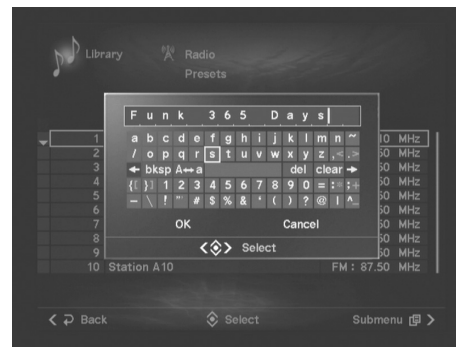 Library Radio
Presets
Funk 365 Days
1 10 MHz
a b c d e f g h i j k l m n ~
2 50 MHz
/ o p q r s t u v w x y z , < . >
3 50 MHz
← bksp A↔a del clear →
4 50 MHz
{ [ } ] 1 2 3 4 5 6 7 8 9 0 = : = ; +
5 50 MHz
– \ ! " # $ % & ' ( ) ? @ | ^ _
6 50 MHz
7 50 MHz
OK Cancel
8 50 MHz
Select
9 50 MHz
10 Station A10 FM : 87.50 MHz
Back Select Submenu